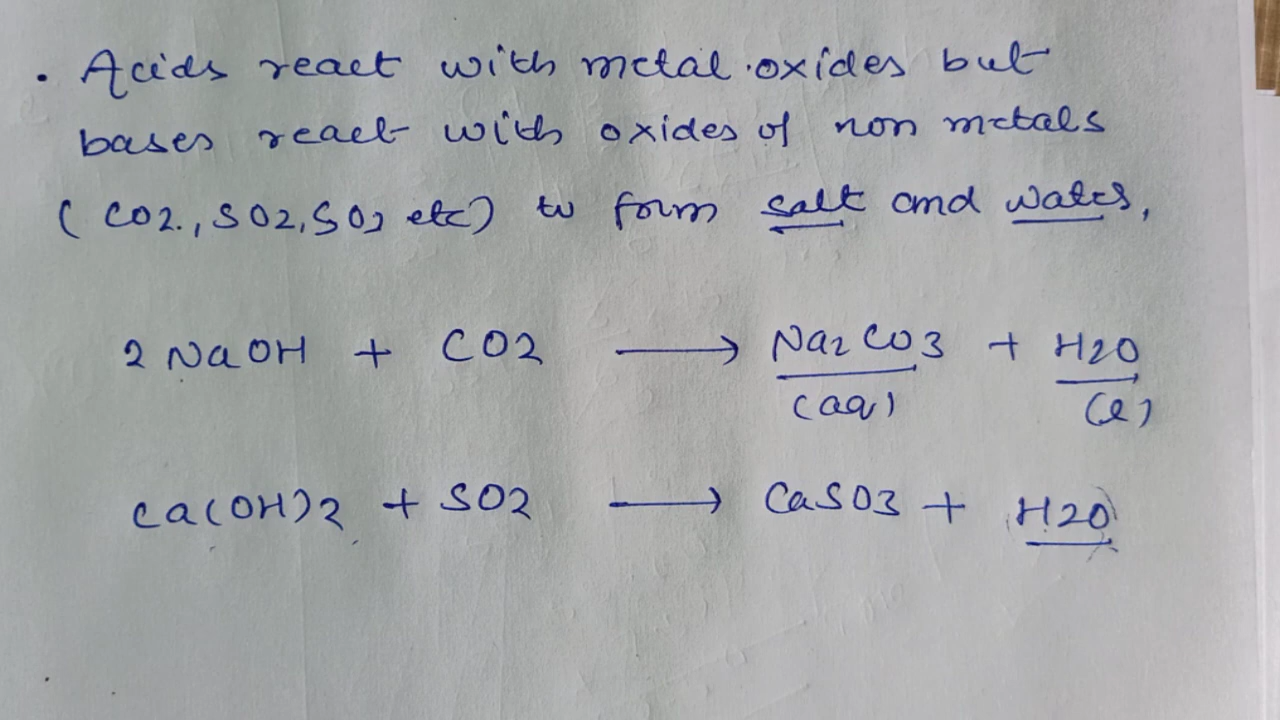 . Acids react with metal oxides but
bases react with oxides of non metals
( CO2., SO2, SO3 etc) to form salt and water,
2 NaOH + CO2 ⟶ Na2CO3 + H2O
(aq) (l)
Ca(OH)2 + SO2 ⟶ CaSO3 + H2O